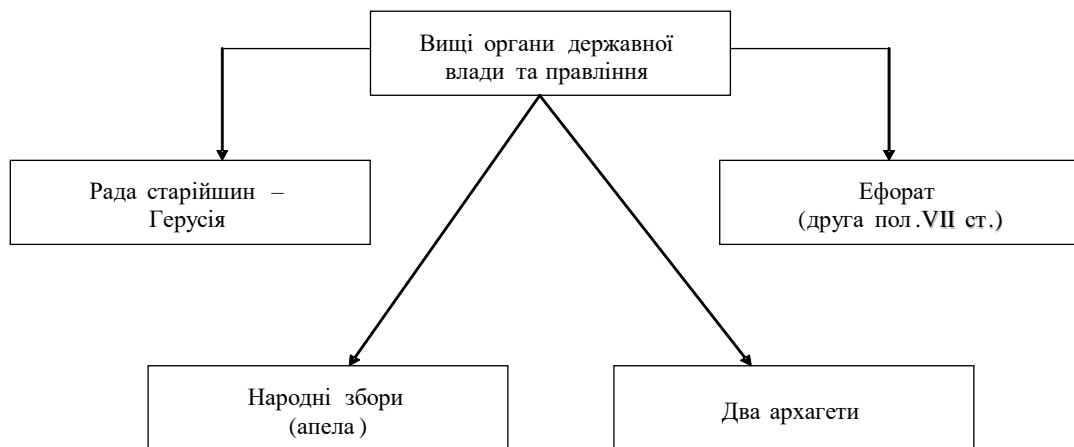 Вищі органи державної
влади та правління
Рада старійшин –
Герусія
Ефорат
(друга пол.VII ст.)
Народні збори
(апела)
Два архагети